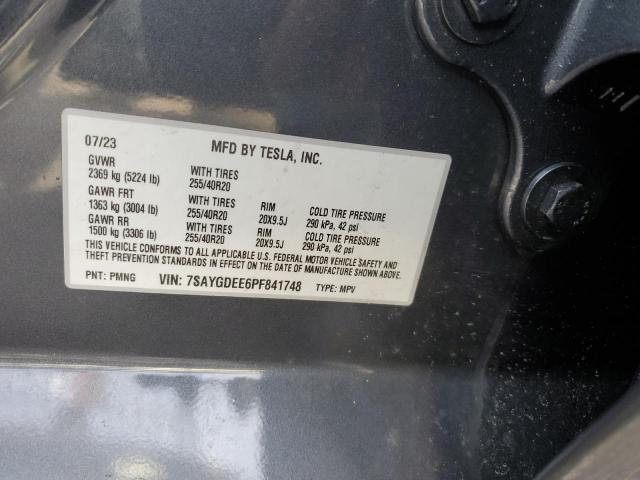 07/23 MFD BY TESLA, INC.
GVWR WITH TIRES
2369 kg (5224 lb) 255/40R20
GAWR FRT WITH TIRES RIM COLD TIRE PRESSURE
1363 kg (3004 lb) 255/40R20 20X9.5J 290 kPa, 42 psi
GAWR RR WITH TIRES RIM COLD TIRE PRESSURE
1500 kg (3306 lb) 255/40R20 20X9.5J 290 kPa, 42 psi
THIS VEHICLE CONFORMS TO ALL APPLICABLE U.S. FEDERAL MOTOR VEHICLE SAFETY AND
THEFT PREVENTION STANDARDS IN EFFECT ON THE DATE OF MANUFACTURE SHOWN ABOVE.
PNT: PMNG VIN: 7SAYGDEE6PF841748 TYPE: MPV